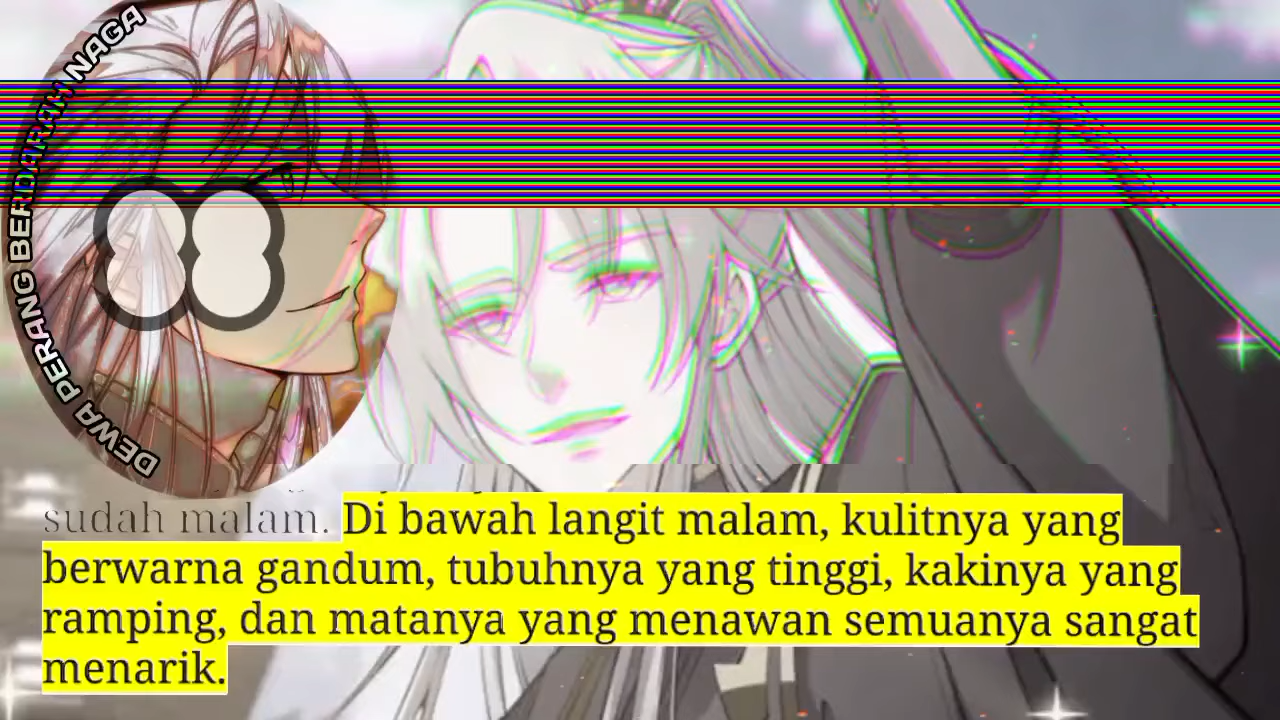 DEWA PERANG BERDARAH NAGA
88
sudah malam. Di bawah langit malam, kulitnya yang
berwarna gandum, tubuhnya yang tinggi, kakinya yang
ramping, dan matanya yang menawan semuanya sangat
menarik.